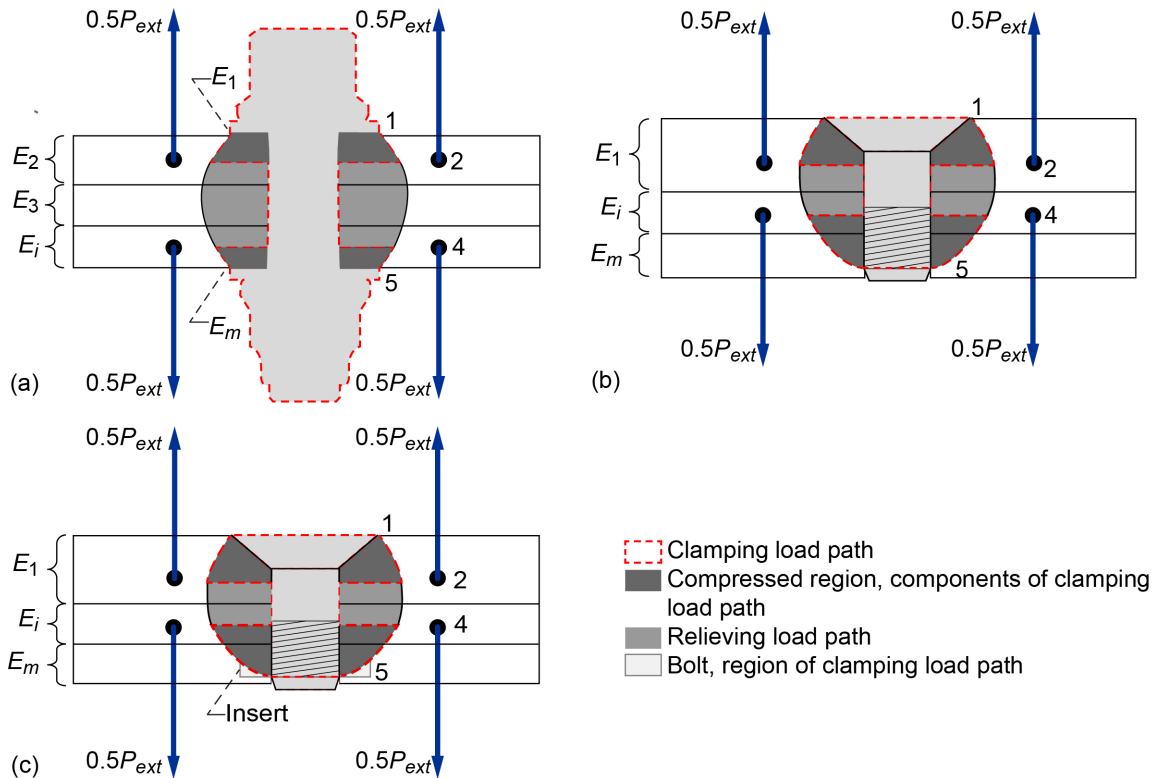 0.5Pext 0.5Pext
E1
1
E2
2
E3
Ei
4
5
Em
(a)
0.5Pext 0.5Pext
0.5Pext 0.5Pext
1
E1
2
Ei
4
Em
5
0.5Pext 0.5Pext
(b)
0.5Pext 0.5Pext
1
E1
2
Ei
4
Em
5
Insert
0.5Pext 0.5Pext
(c)
Clamping load path
Compressed region, components of clamping
load path
Relieving load path
Bolt, region of clamping load path